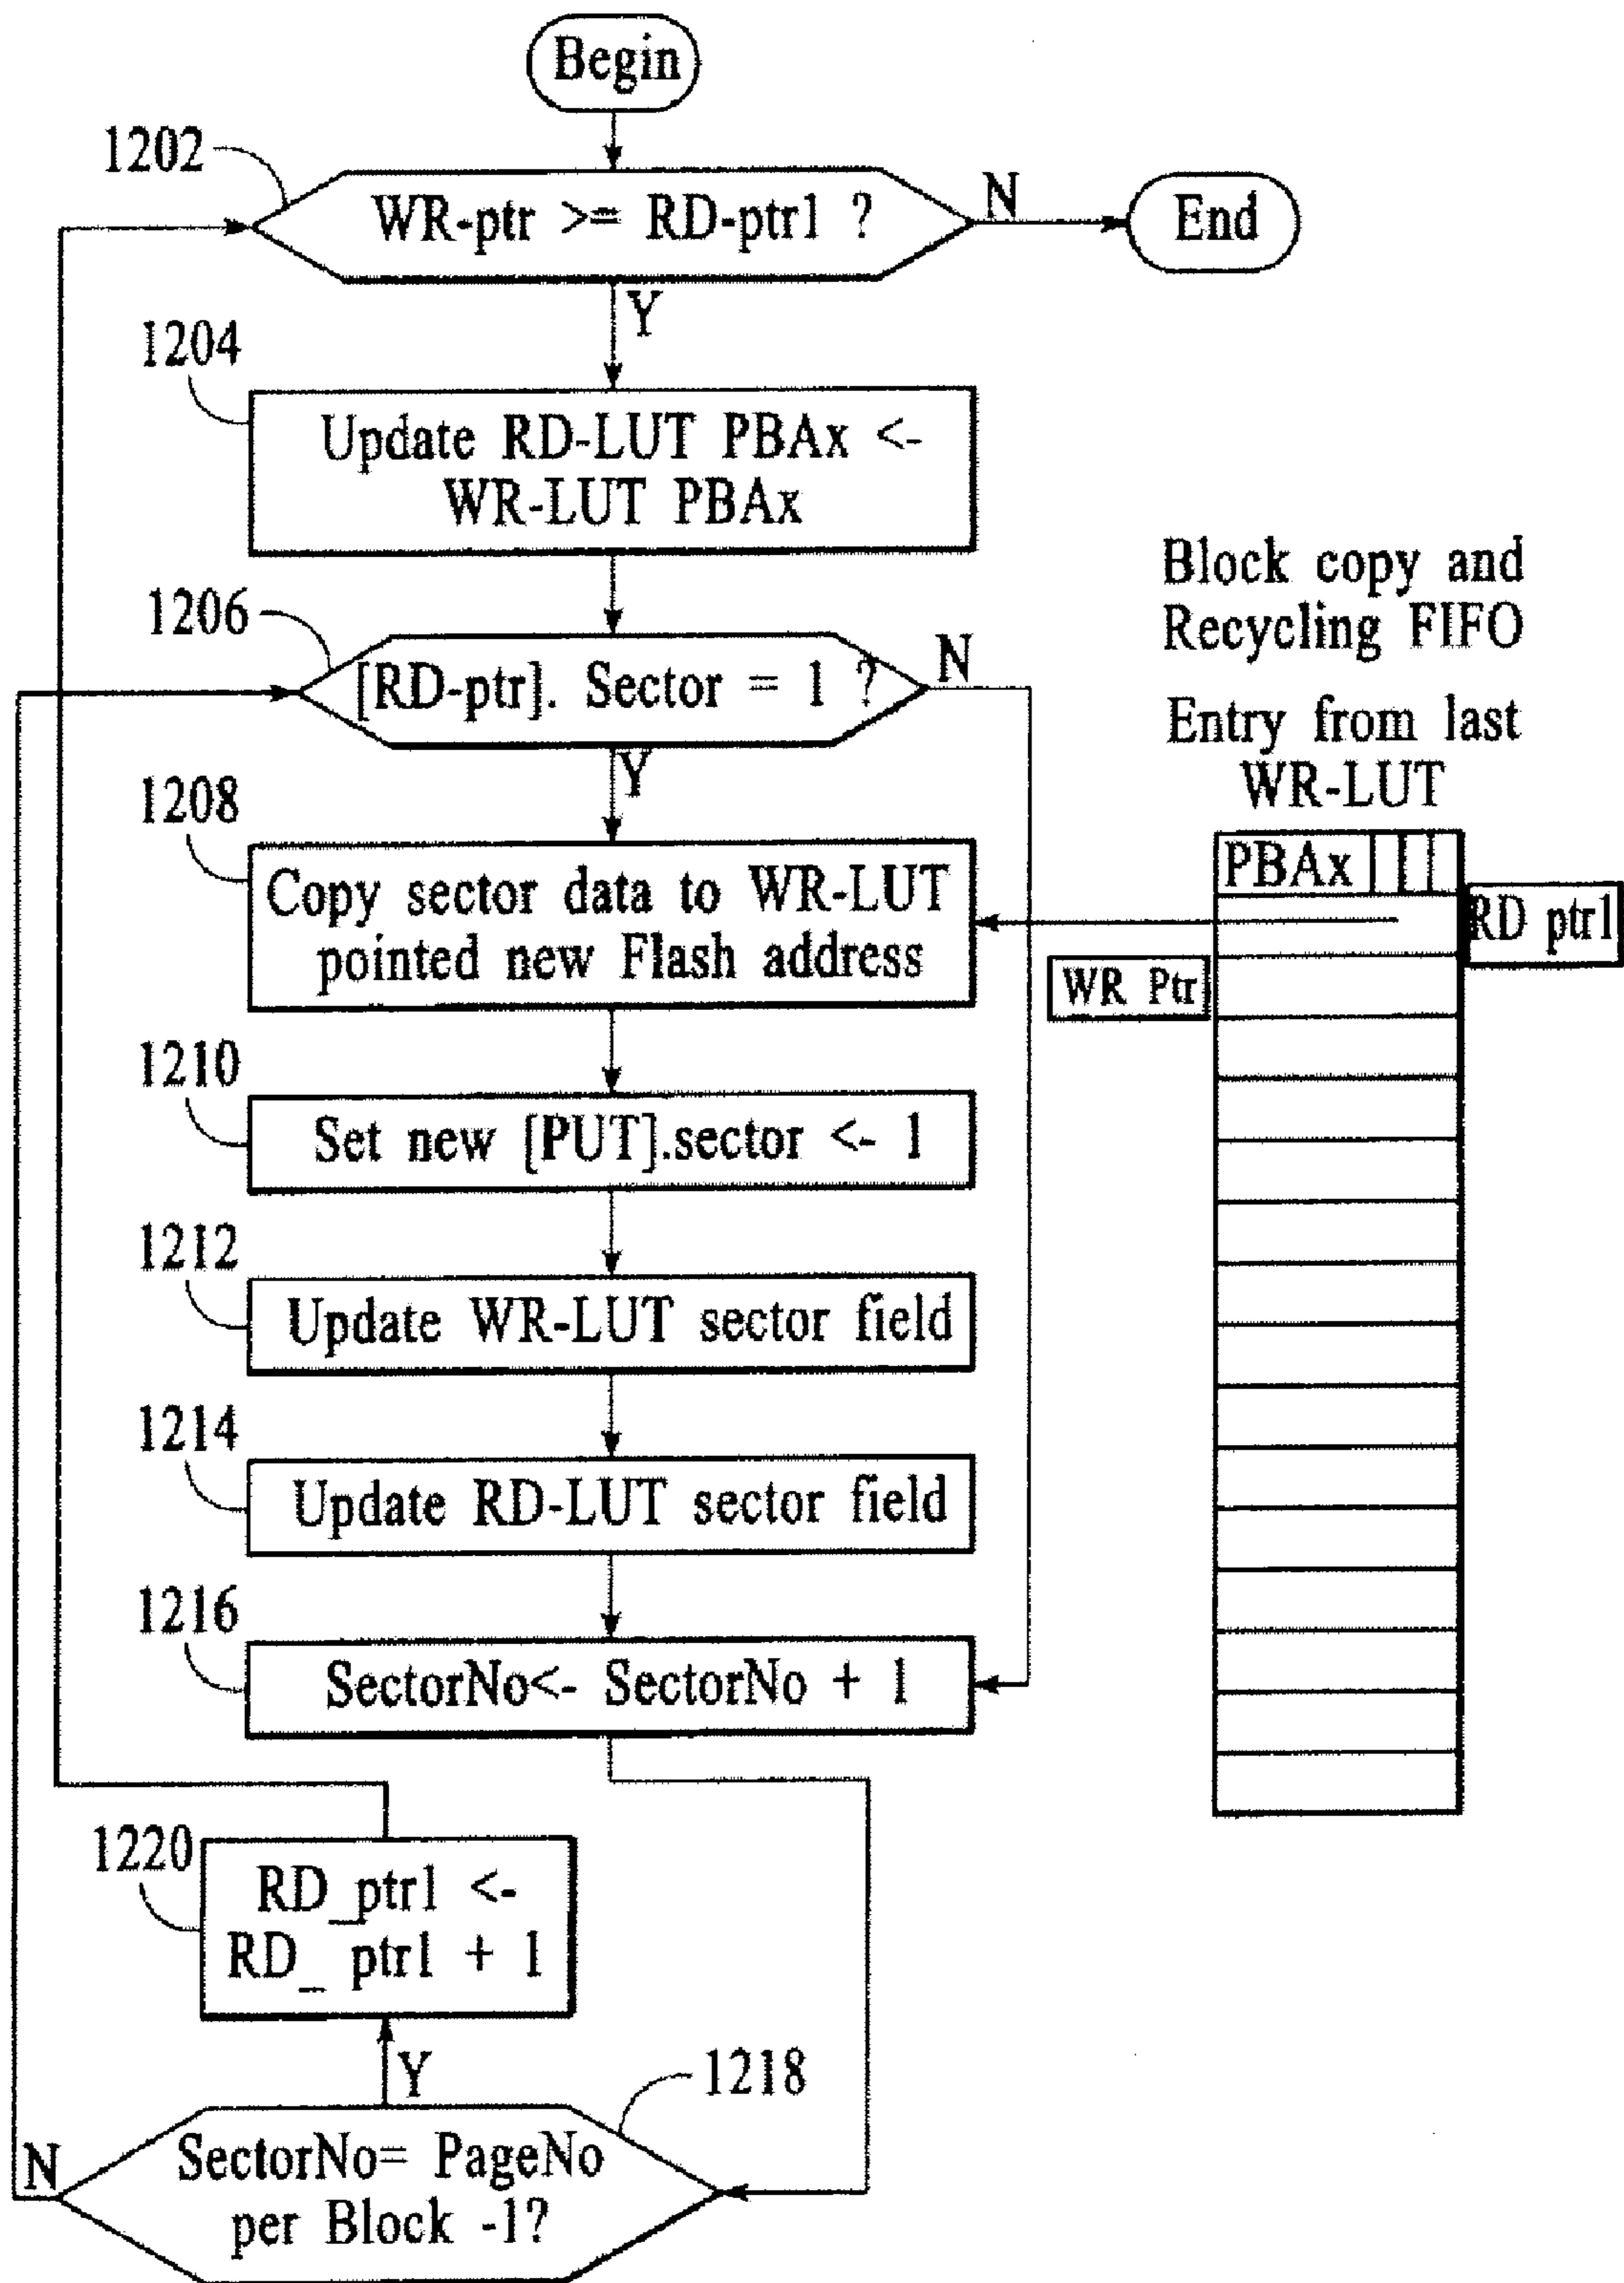 Begin
1202
WR-ptr >= RD-ptr1 ?
N
End
Y
1204
Update RD-LUT PBAx <-
WR-LUT PBAx
1206
[RD-ptr]. Sector = 1 ?
N
Y
1208
Copy sector data to WR-LUT
pointed new Flash address
1210
Set new [PUT].sector <- 1
1212
Update WR-LUT sector field
1214
Update RD-LUT sector field
1216
SectorNo<- SectorNo + 1
1220
RD_ptr1 <-
RD_ ptr1 + 1
Y
1218
N
SectorNo= PageNo
per Block -1?
Block copy and
Recycling FIFO
Entry from last
WR-LUT
PBAx
RD ptr1
WR Ptr